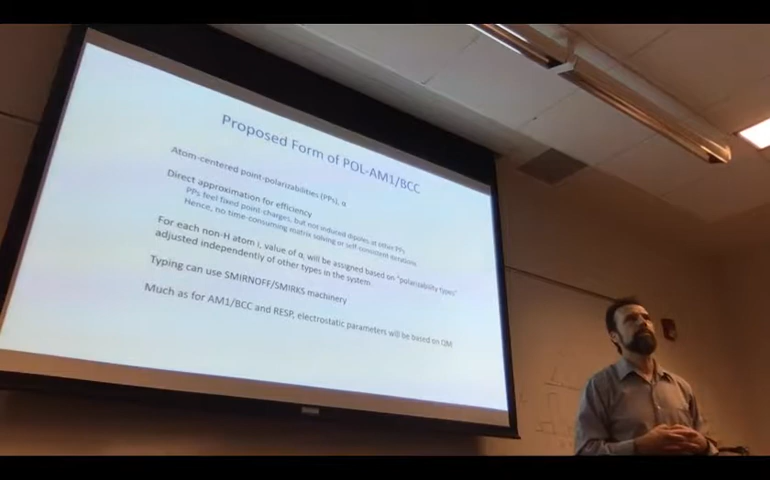 Proposed Form of POL-AM1/BCC
Atom-centered point-polarizabilities (PPs), α
Direct approximation for efficiency
PPs feel fixed point-charges, but not induced dipoles at other PPs
Hence, no time-consuming matrix solving or self consistent iterations
For each non-H atom i, value of αᵢ will be assigned based on "polarizability types"
adjusted independently of other types in the system
Typing can use SMIRNOFF/SMIRKS machinery
Much as for AM1/BCC and RESP, electrostatic parameters will be based on QM